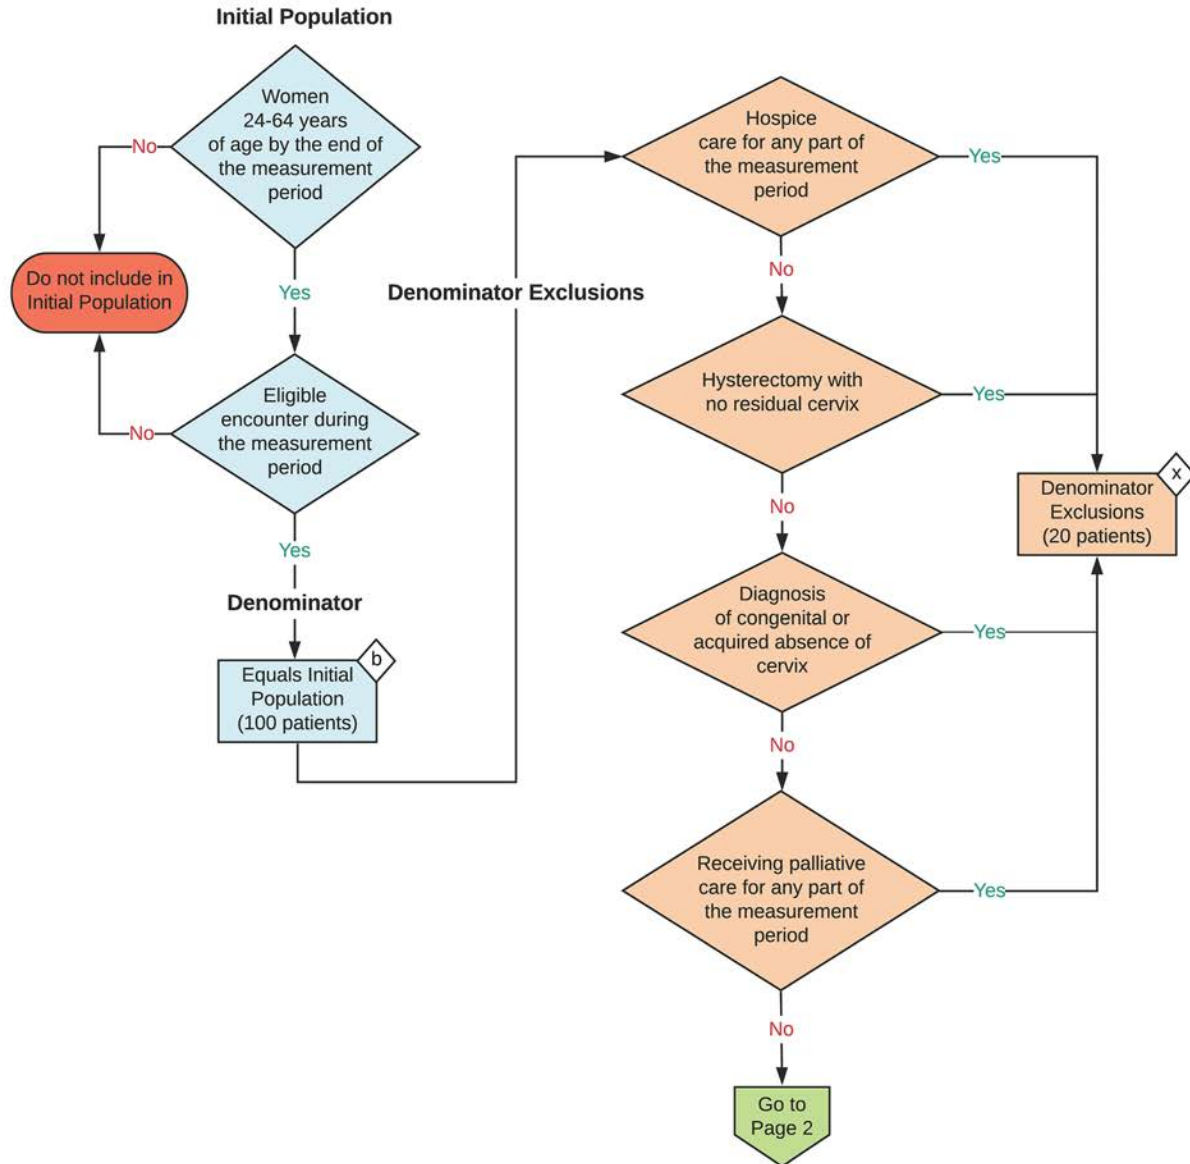 Initial Population
Women
24-64 years
of age by the end of
the measurement
period
No
Do not include in
Initial Population
Yes
Eligible
encounter during
the measurement
period
No
Yes
Denominator
b
Equals Initial
Population
(100 patients)
Denominator Exclusions
Hospice
care for any part of
the measurement
period
Yes
No
Hysterectomy with
no residual cervix
Yes
No
x
Denominator
Exclusions
(20 patients)
Diagnosis
of congenital or
acquired absence of
cervix
Yes
No
Receiving palliative
care for any part of
the measurement
period
Yes
No
Go to
Page 2